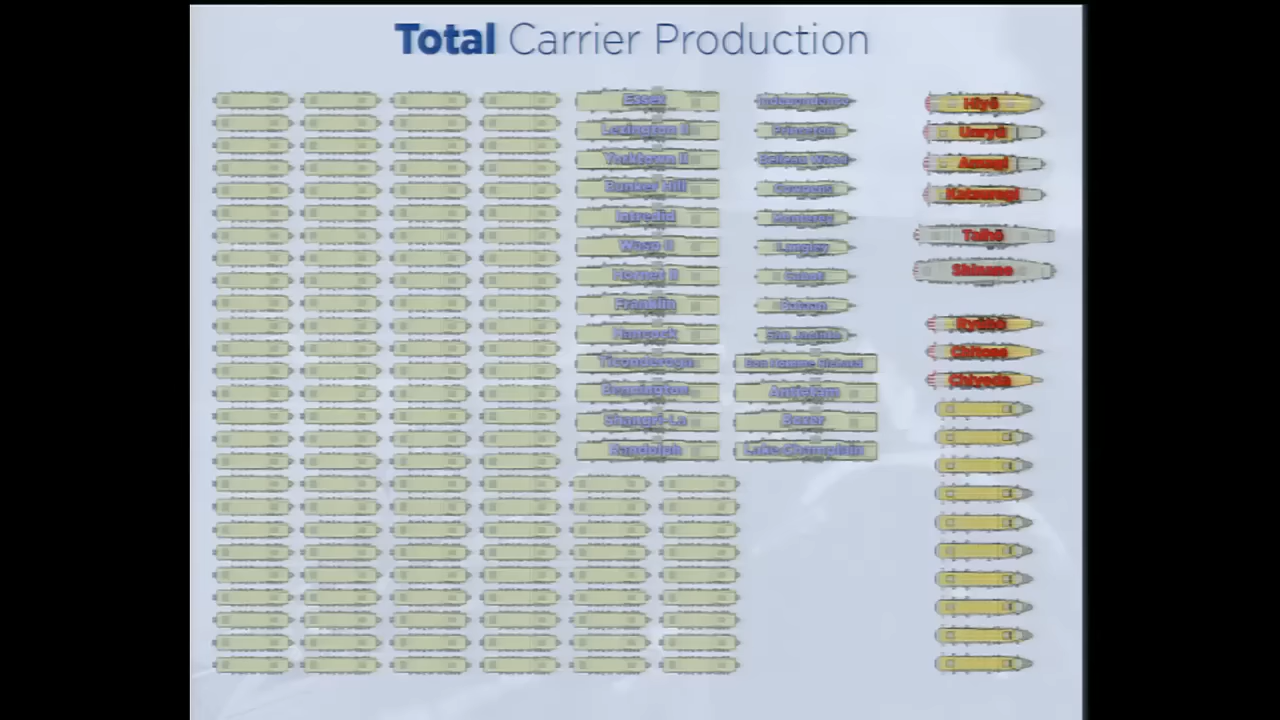 Total Carrier Production
Essex
Lexington II
Yorktown II
Bunker Hill
Intrepid
Wasp II
Hornet II
Franklin
Hancock
Ticonderoga
Bennington
Shangri-La
Randolph
Independence
Princeton
Belleau Wood
Cowpens
Monterey
Langley
Cabot
Bataan
San Jacinto
Bon Homme Richard
Antietam
Boxer
Lake Champlain
Hiyō
Unryū
Amagi
Katsuragi
Taihō
Shinano
Ryuho
Chitose
Chiyoda